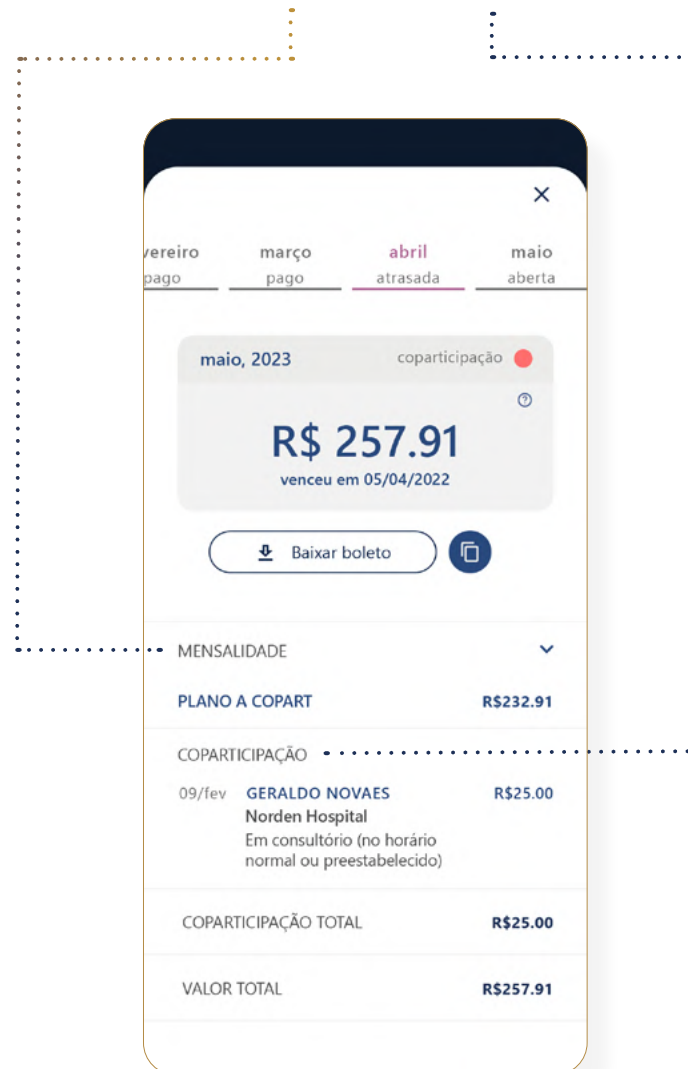 vereiro março abril maio
pago pago atrasada aberta
maio, 2023 coparticipação
R$ 257.91
venceu em 05/04/2022
Baixar boleto
MENSALIDADE
PLANO A COPART R$232.91
COPARTICIPAÇÃO
09/fev GERALDO NOVAES R$25.00
Norden Hospital
Em consultório (no horário
normal ou preestabelecido)
COPARTICIPAÇÃO TOTAL R$25.00
VALOR TOTAL R$257.91